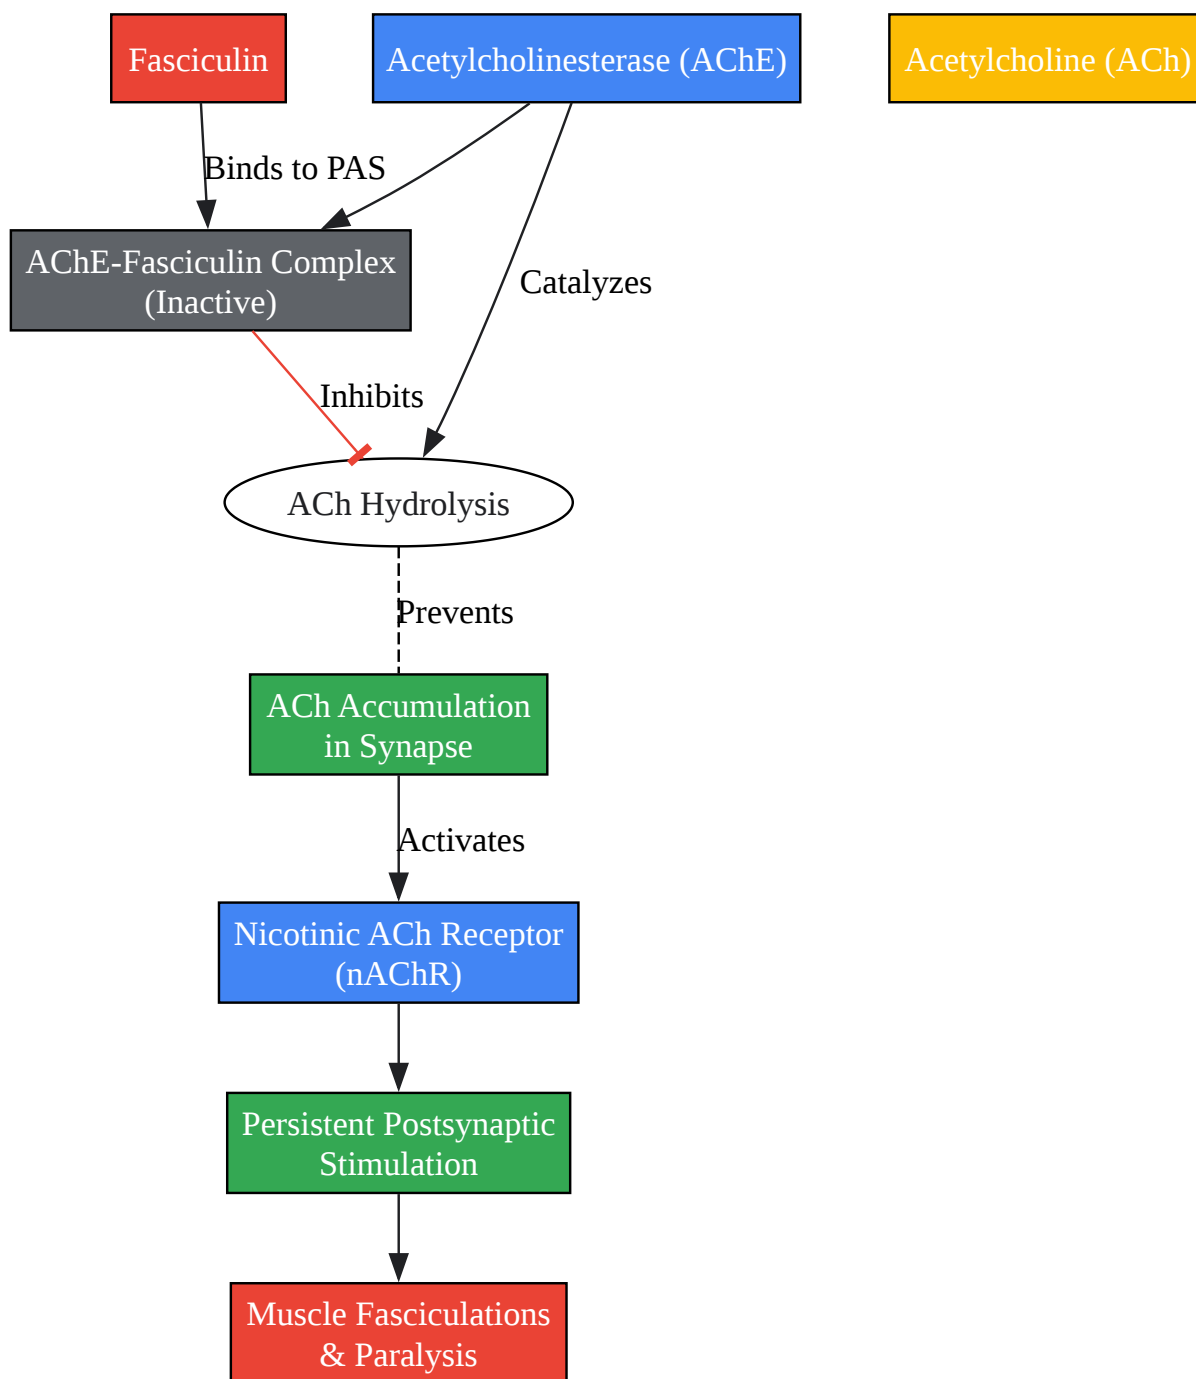 Fasciculin
Acetylcholinesterase (AChE)
Acetylcholine (ACh)
Binds to PAS
AChE-Fasciculin Complex
(Inactive)
Catalyzes
Inhibits
ACh Hydrolysis
Prevents
ACh Accumulation
in Synapse
Activates
Nicotinic ACh Receptor
(nAChR)
Persistent Postsynaptic
Stimulation
Muscle Fasciculations
& Paralysis